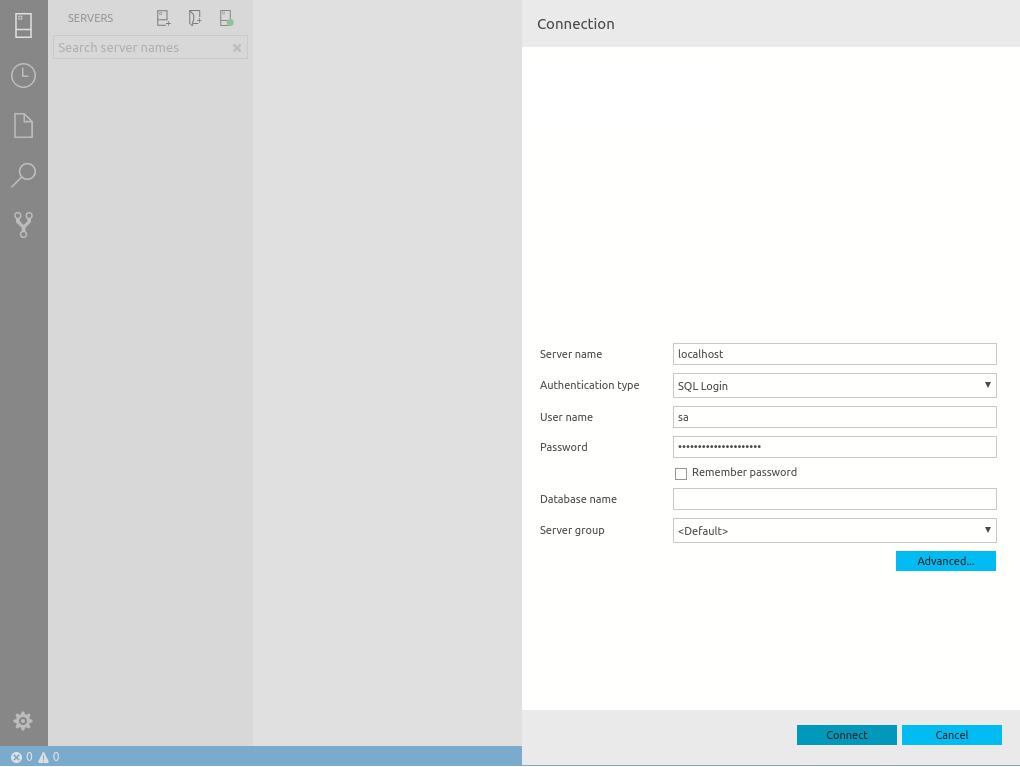 SERVERS
Search server names
Connection
Server name
localhost
Authentication type
SQL Login
User name
sa
Password
•••••••••••••••••••••
Remember password
Database name
Server group
<Default>
Advanced...
Connect
Cancel
0
0